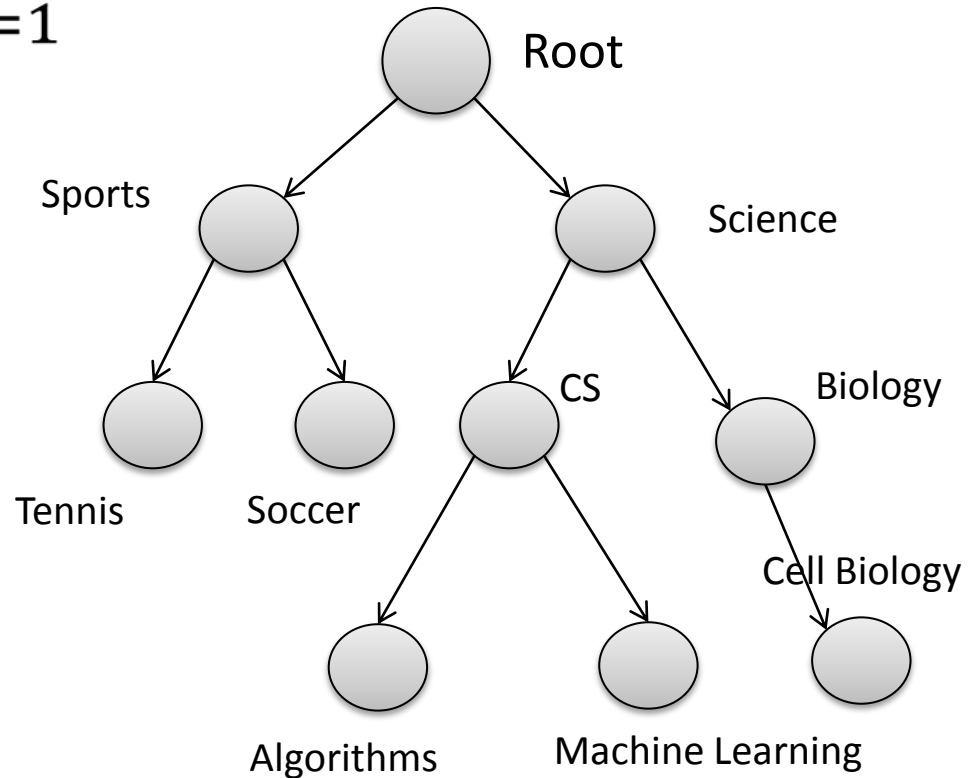 =1
Root
Sports
Science
CS
Biology
Tennis
Soccer
Cell Biology
Algorithms
Machine Learning